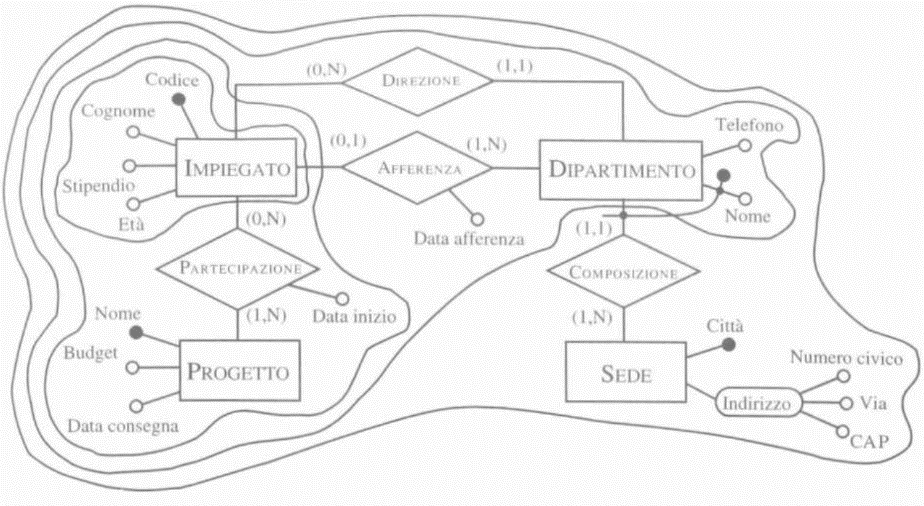 (0,N)
DIREZIONE
(1,1)
Codice
Cognome
Telefono
(0,1)
(1,N)
IMPIEGATO
AFFERENZA
DIPARTIMENTO
Stipendio
Età
(0,N)
Data afferenza
(1,1)
Nome
PARTECIPAZIONE
COMPOSIZIONE
Nome
(1,N)
Data inizio
(1,N)
Città
Budget
PROGETTO
SEDE
Numero civico
Indirizzo
Via
Data consegna
CAP